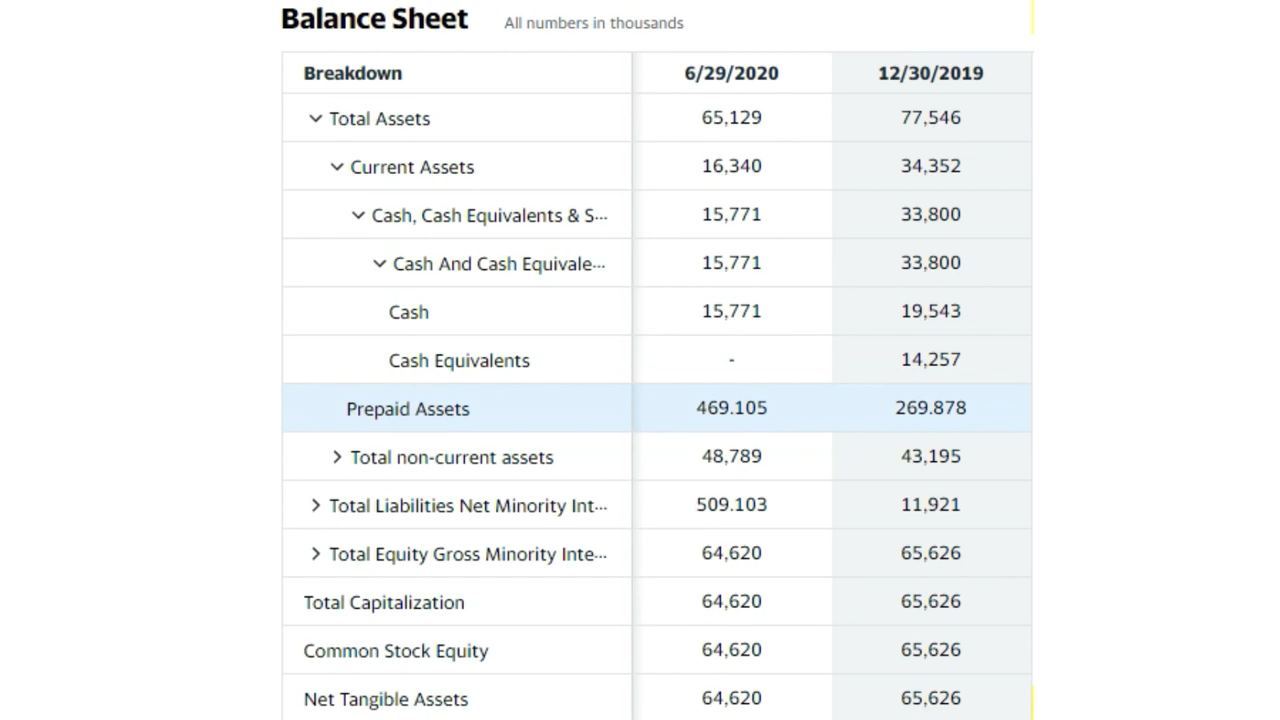 Balance Sheet All numbers in thousands
Breakdown 6/29/2020 12/30/2019
Total Assets 65,129 77,546
Current Assets 16,340 34,352
Cash, Cash Equivalents & S... 15,771 33,800
Cash And Cash Equivale... 15,771 33,800
Cash 15,771 19,543
Cash Equivalents - 14,257
Prepaid Assets 469.105 269.878
Total non-current assets 48,789 43,195
Total Liabilities Net Minority Int... 509.103 11,921
Total Equity Gross Minority Inte... 64,620 65,626
Total Capitalization 64,620 65,626
Common Stock Equity 64,620 65,626
Net Tangible Assets 64,620 65,626